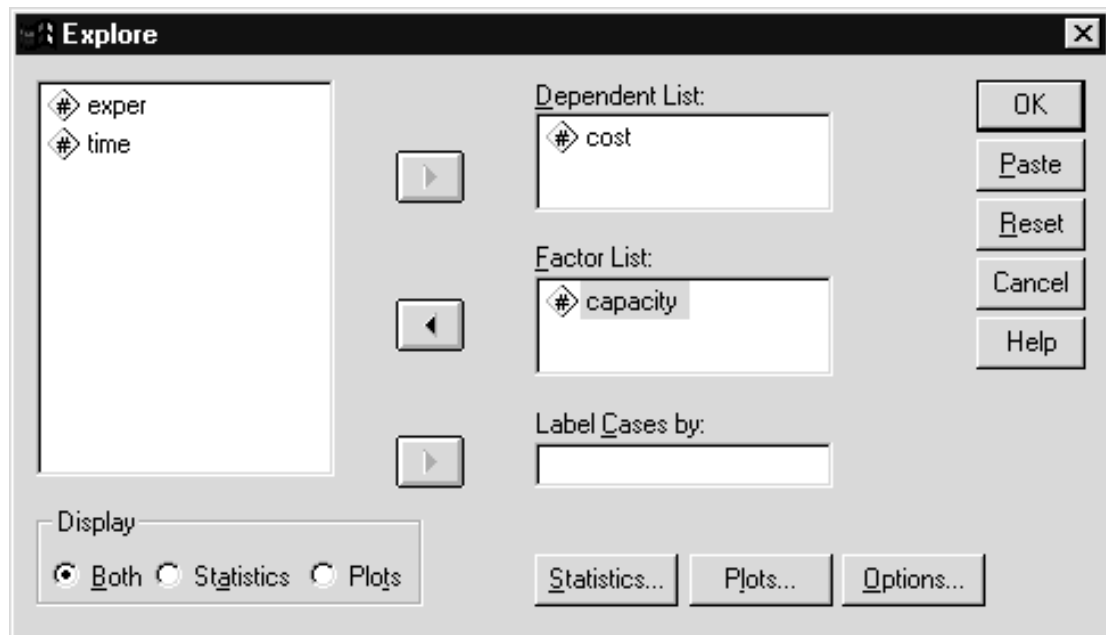 Explore
exper
time
Dependent List:
cost
Factor List:
capacity
Label Cases by:
OK
Paste
Reset
Cancel
Help
Display
Both Statistics Plots
Statistics... Plots... Options...